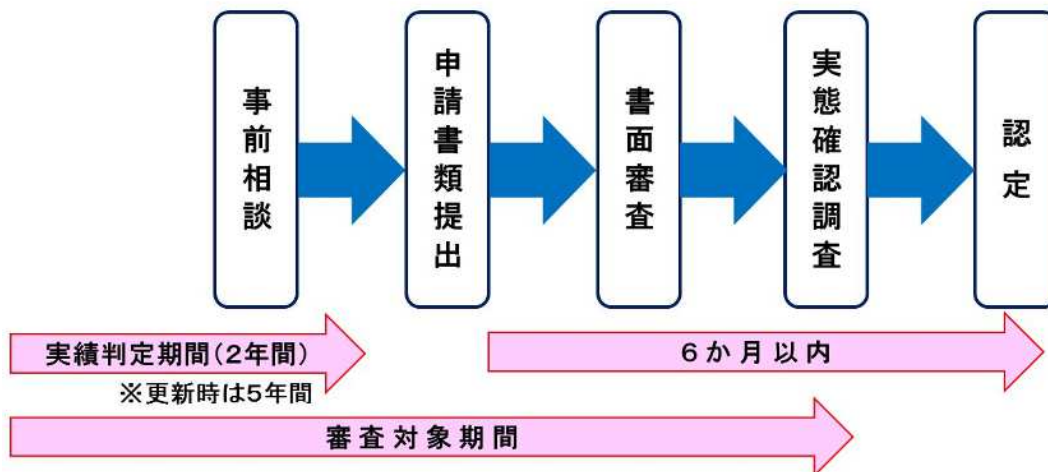 事前相談
申請書類提出
書面審査
実態確認調査
認定
実績判定期間(2年間)
※更新時は5年間
6か月以内
審査対象期間